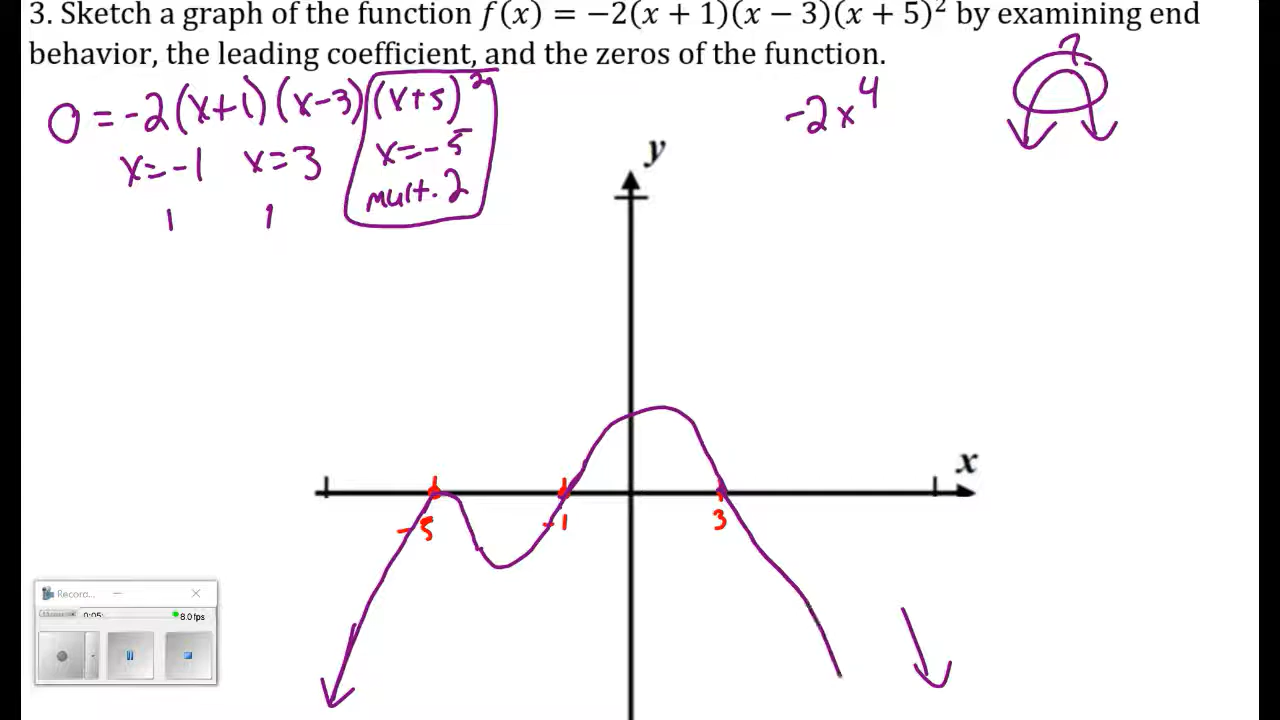 3. Sketch a graph of the function f(x) = −2(x + 1)(x − 3)(x + 5)² by examining end
behavior, the leading coefficient, and the zeros of the function.
0 = -2(x+1)(x-3)(x+5)²
x=-1 x=3 x=-5
mult. 2
1 1
-2x⁴
?
y
x
-5 -1 3
Recora...
8.0 fps